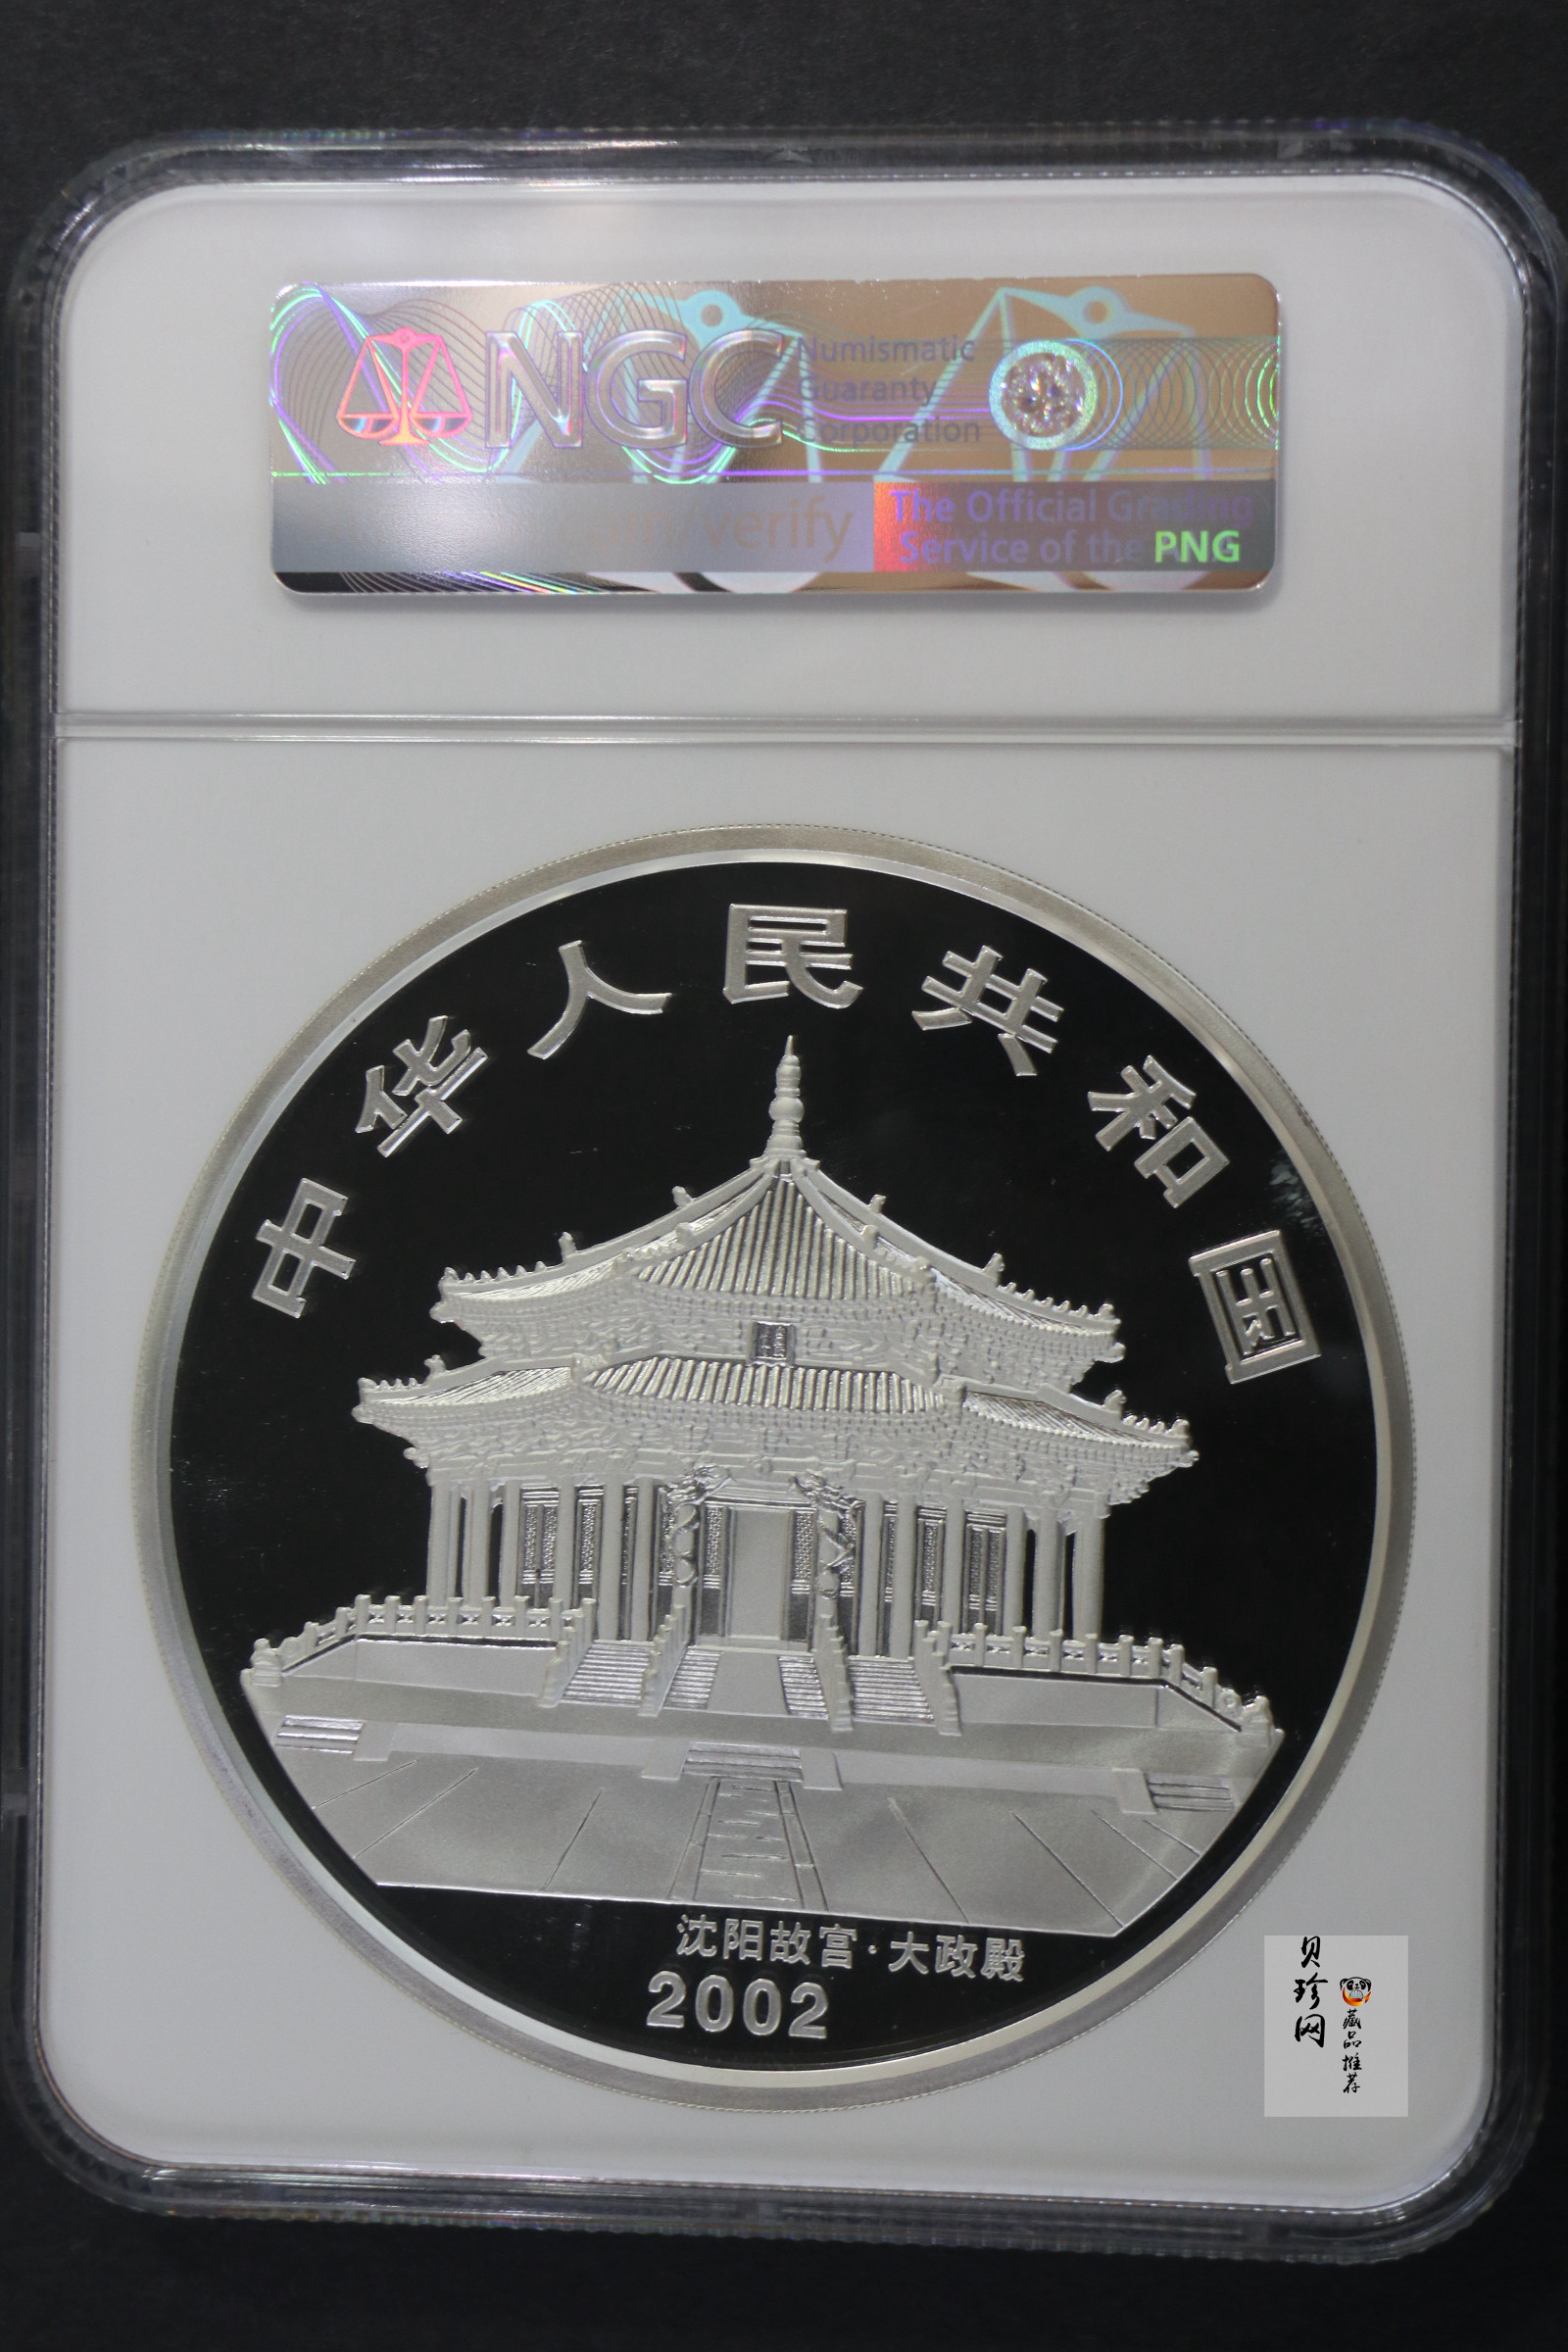 NGC
Numismatic
Guaranty
Corporation
verify
The Official Grading
Service of the PNG
中华人民共和国
沈阳故宫·大政殿
2002
贝珍网
藏品推荐